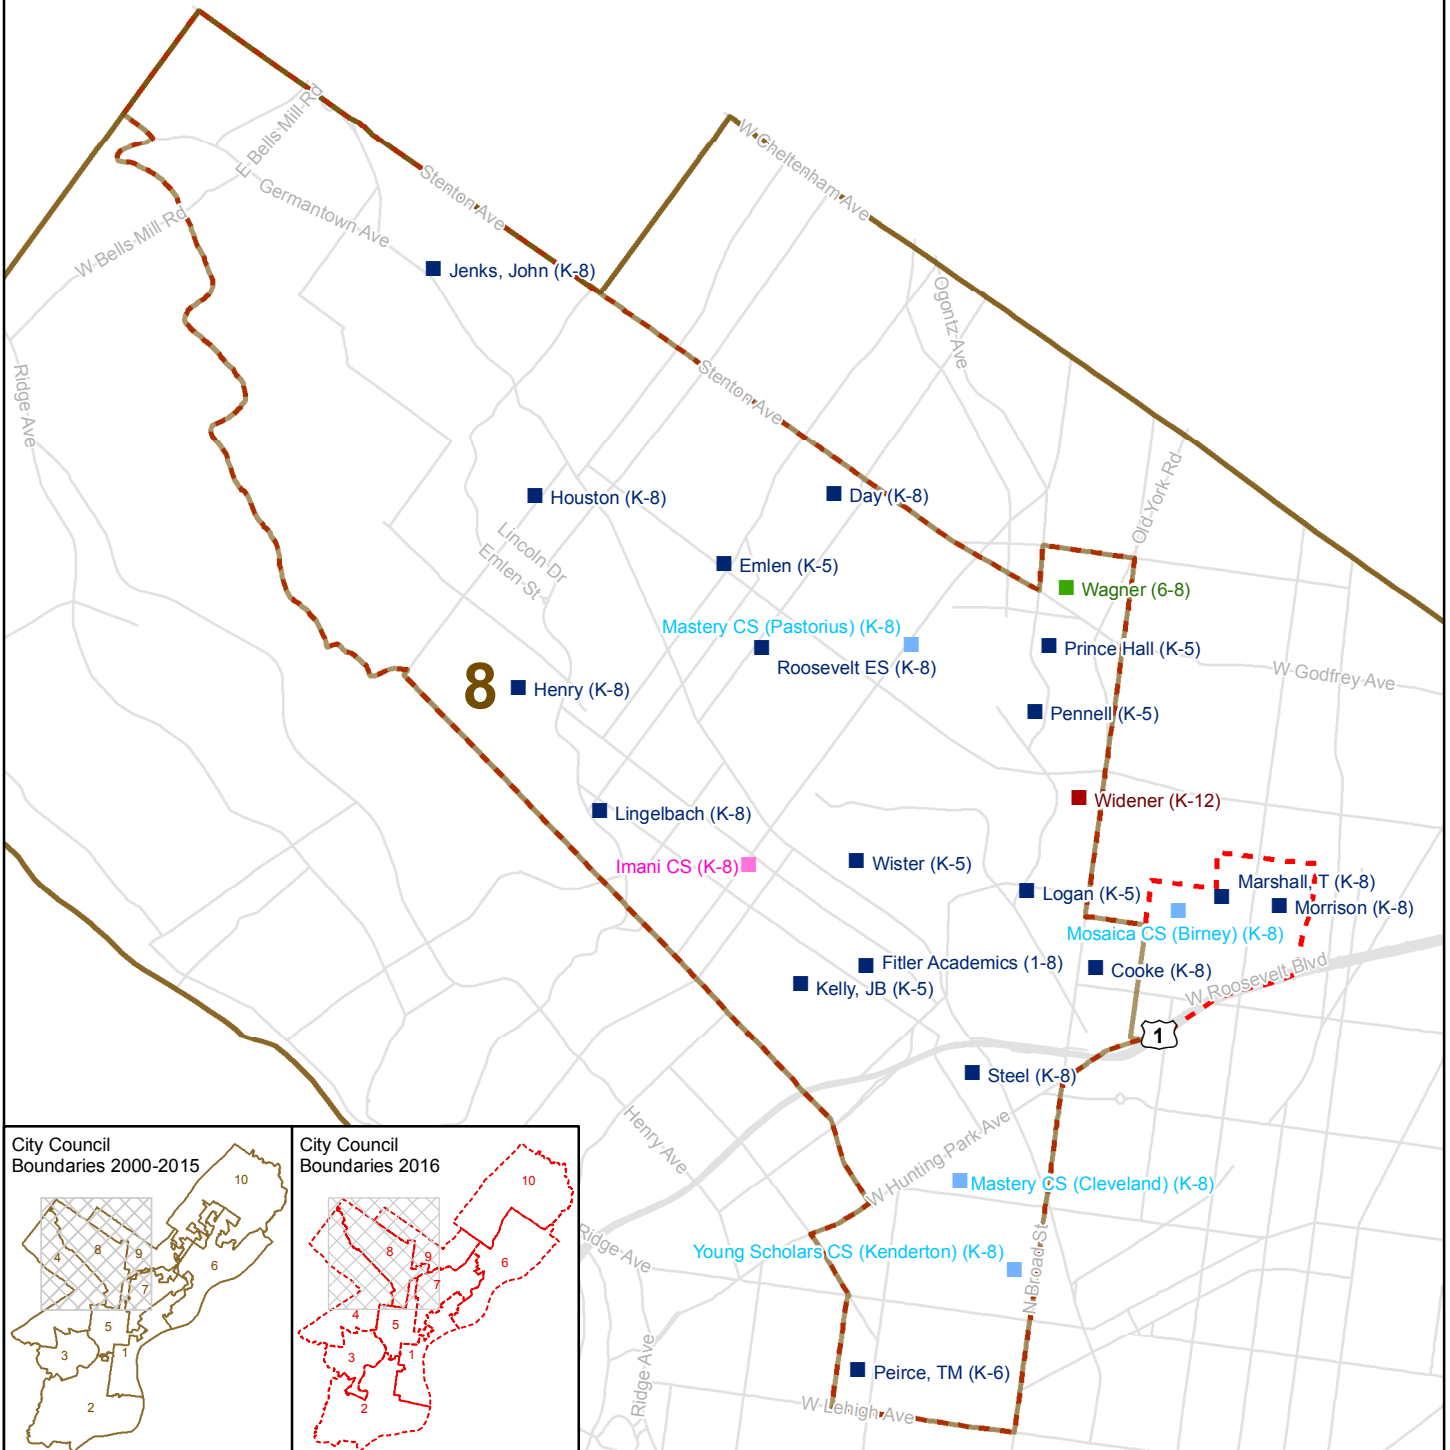 E Bells Mill Rd
W Cheltenham Ave
Stenton Ave
Germantown Ave
W Bells Mill Rd
Jenks, John (K-8)
Ogontz Ave
Ridge Ave
Stenton Ave
Old York Rd
Houston (K-8)
Day (K-8)
Lincoln Dr
Emlen St
Emlen (K-5)
Wagner (6-8)
Mastery CS (Pastorius) (K-8)
Roosevelt ES (K-8)
Prince Hall (K-5)
W Godfrey Ave
8
Henry (K-8)
Pennell (K-5)
Widener (K-12)
Lingelbach (K-8)
Imani CS (K-8)
Wister (K-5)
Logan (K-5)
Marshall, T (K-8)
Morrison (K-8)
Mosaica CS (Birney) (K-8)
Fitler Academics (1-8)
Cooke (K-8)
Kelly, JB (K-5)
W Roosevelt Blvd
1
Steel (K-8)
Henry Ave
W Hunting Park Ave
Mastery CS (Cleveland) (K-8)
Ridge Ave
Young Scholars CS (Kenderton) (K-8)
N Broad St
Ridge Ave
Peirce, TM (K-6)
W Lehigh Ave
City Council
Boundaries 2000-2015
10
4
8
9
6
7
5
3
1
2
City Council
Boundaries 2016
10
8
9
6
7
4
5
3
1
2